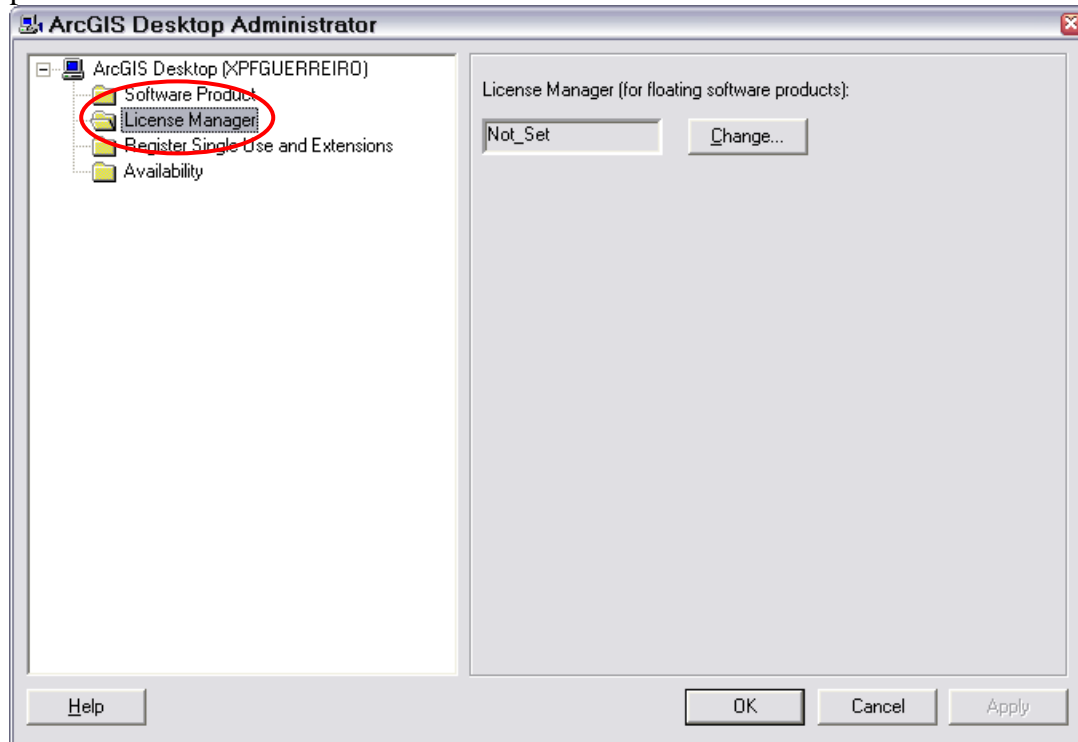 ArcGIS Desktop Administrator
ArcGIS Desktop (XPFGUERREIRO)
Software Product
License Manager
Register Single Use and Extensions
Availability
License Manager (for floating software products):
Not_Set
Change...
Help
OK
Cancel
Apply